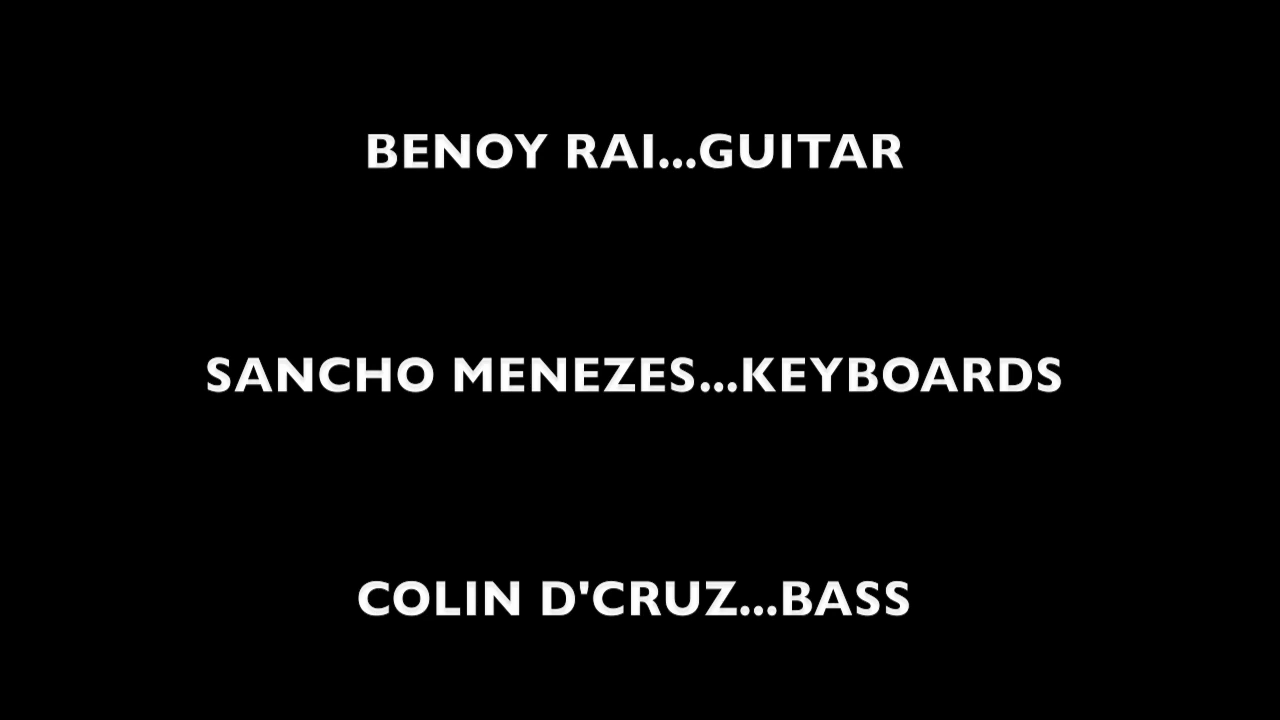 BENOY RAI...GUITAR
SANCHO MENEZES...KEYBOARDS
COLIN D'CRUZ...BASS